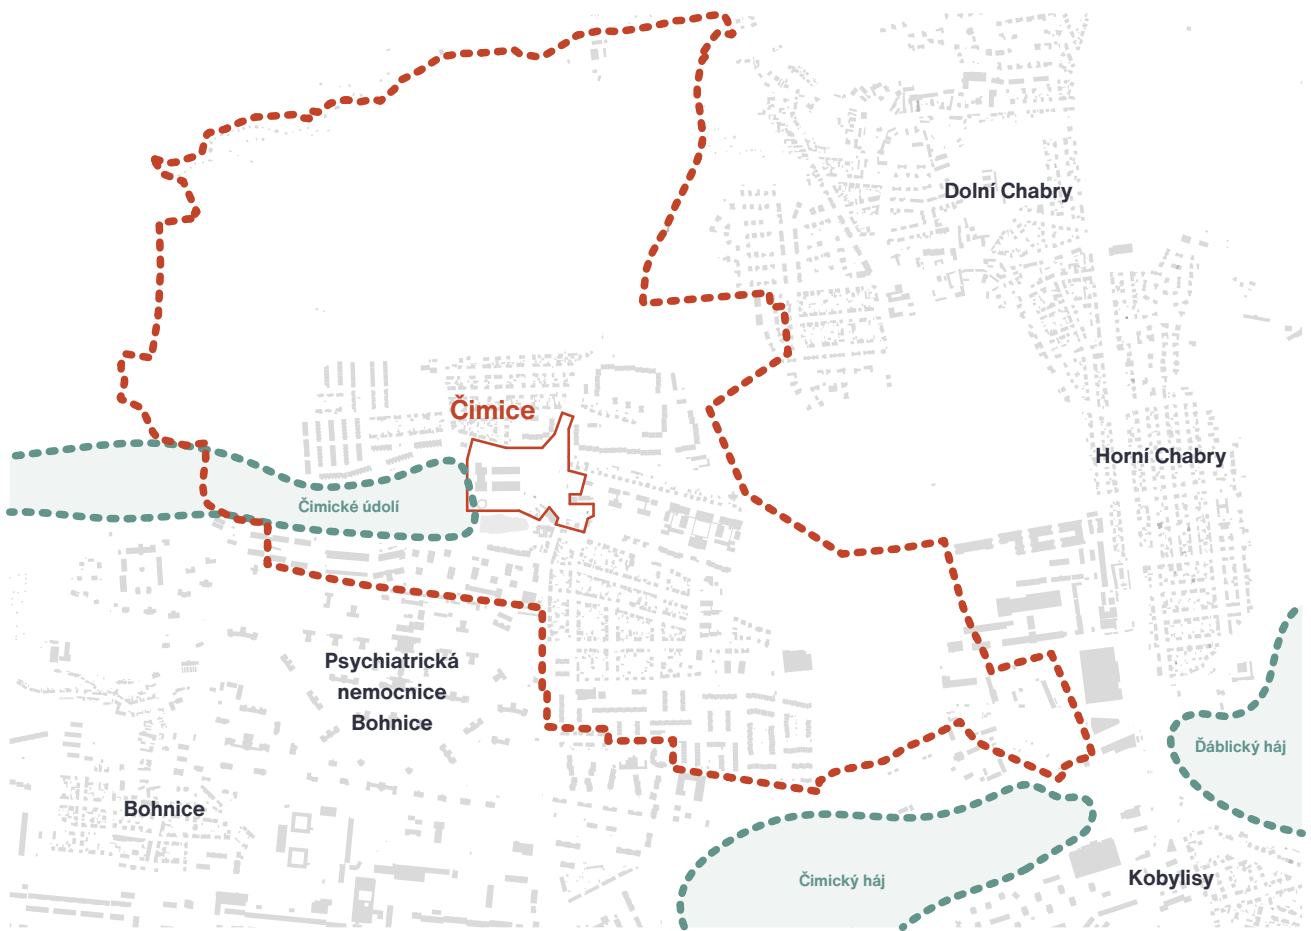 Dolní Chabry
Čimice
Horní Chabry
Čimické údolí
Psychiatrická
nemocnice
Bohnice
Ďáblický háj
Bohnice
Čimický háj
Kobylisy